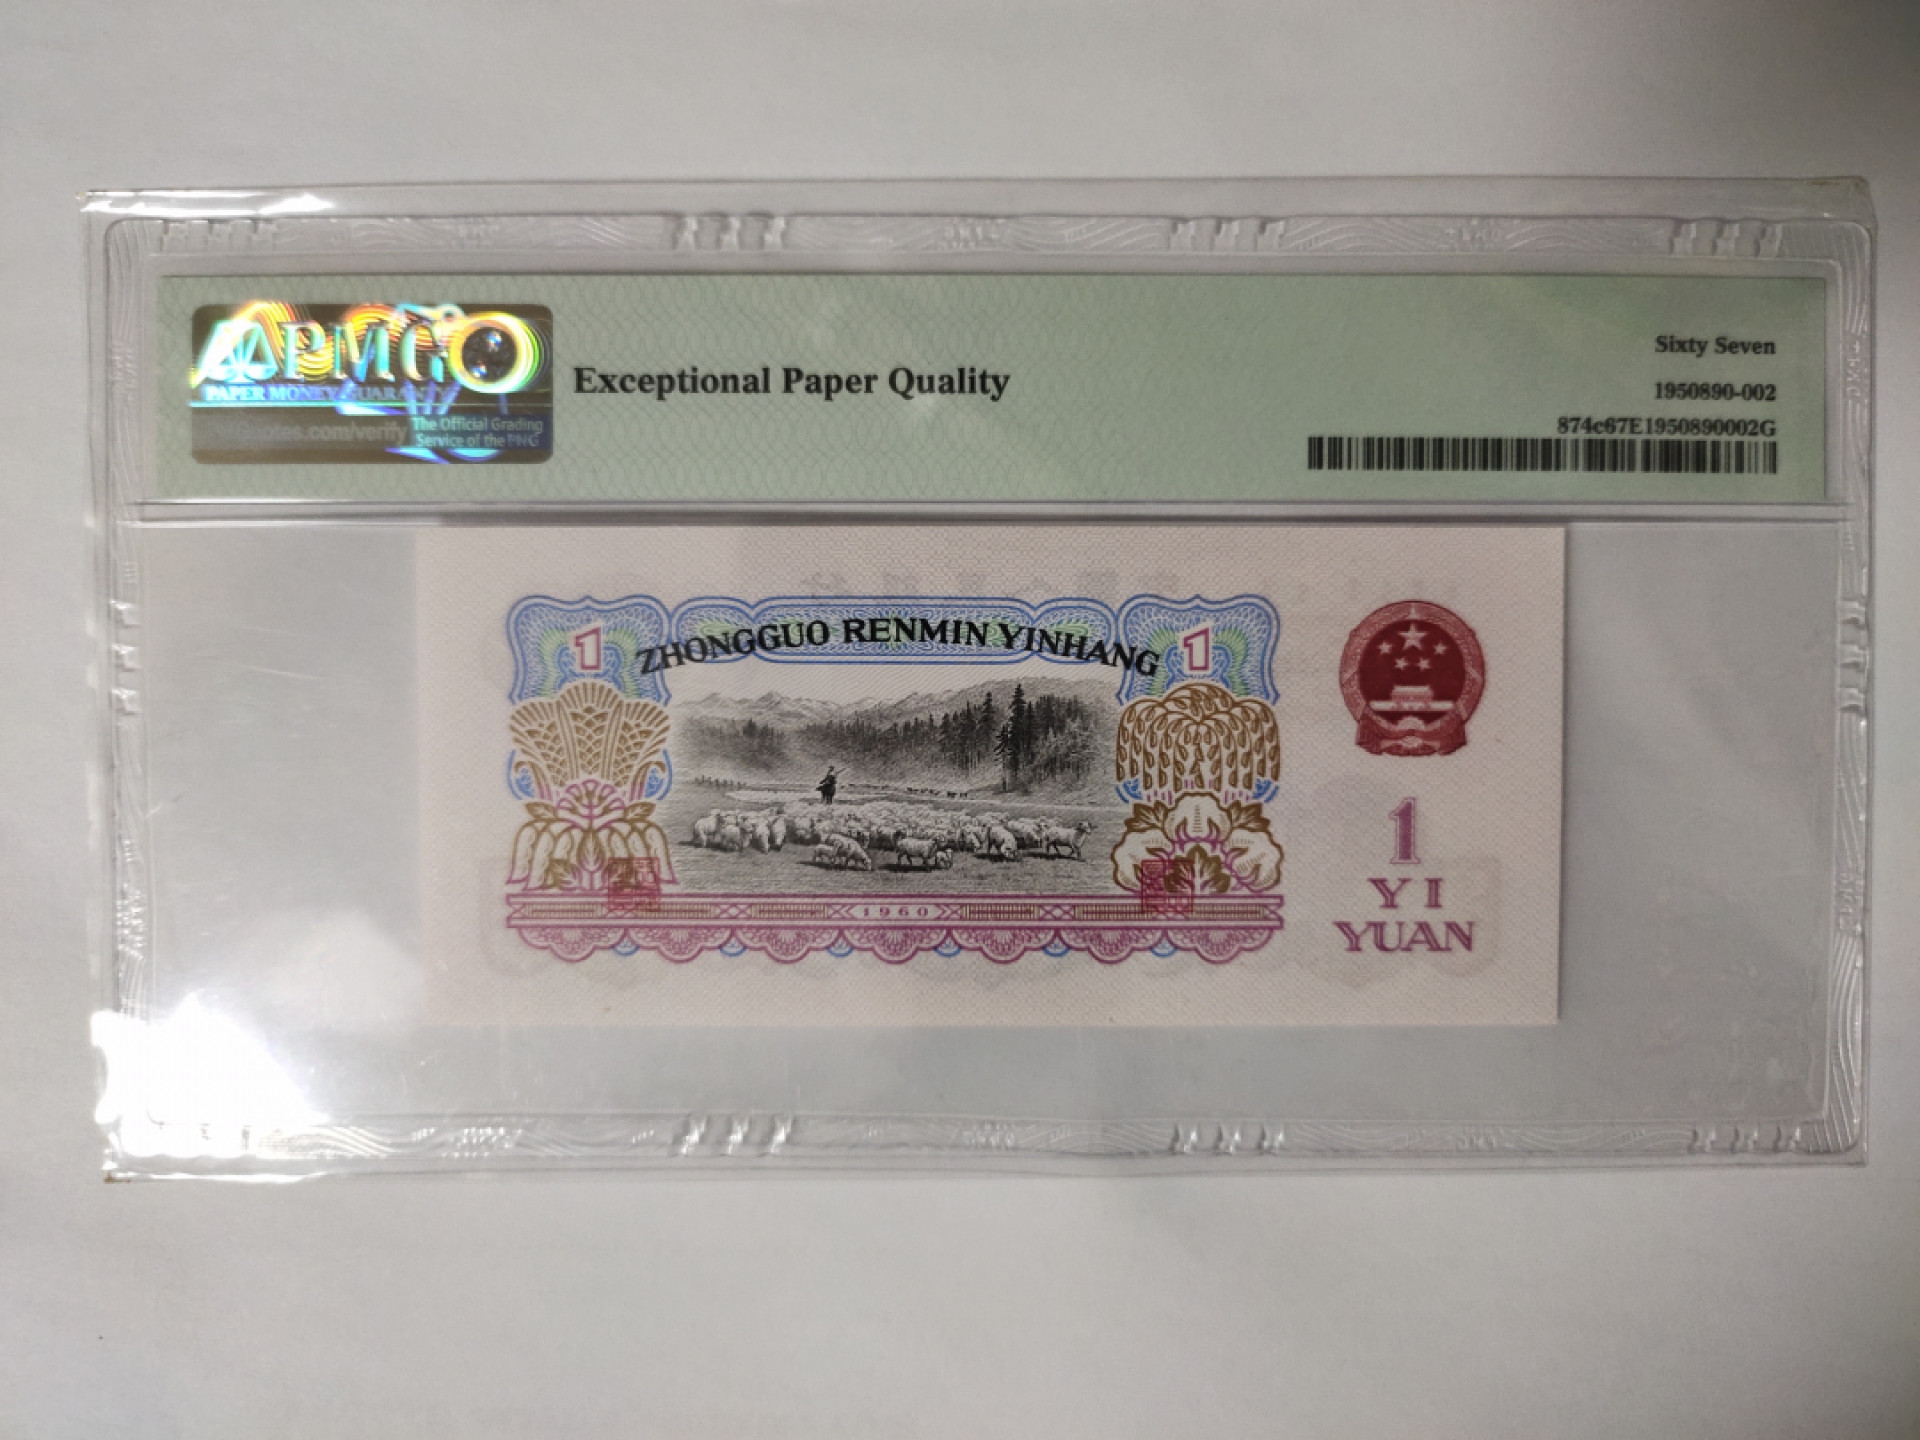 PMG
PAPER MONEY GUARANTY
The Official Grading
Service of the PNG
Exceptional Paper Quality
Sixty Seven
1950890-002
874c67E1950890002G
1
ZHONGGUO RENMIN YINHANG
1
1
YI
YUAN
1960